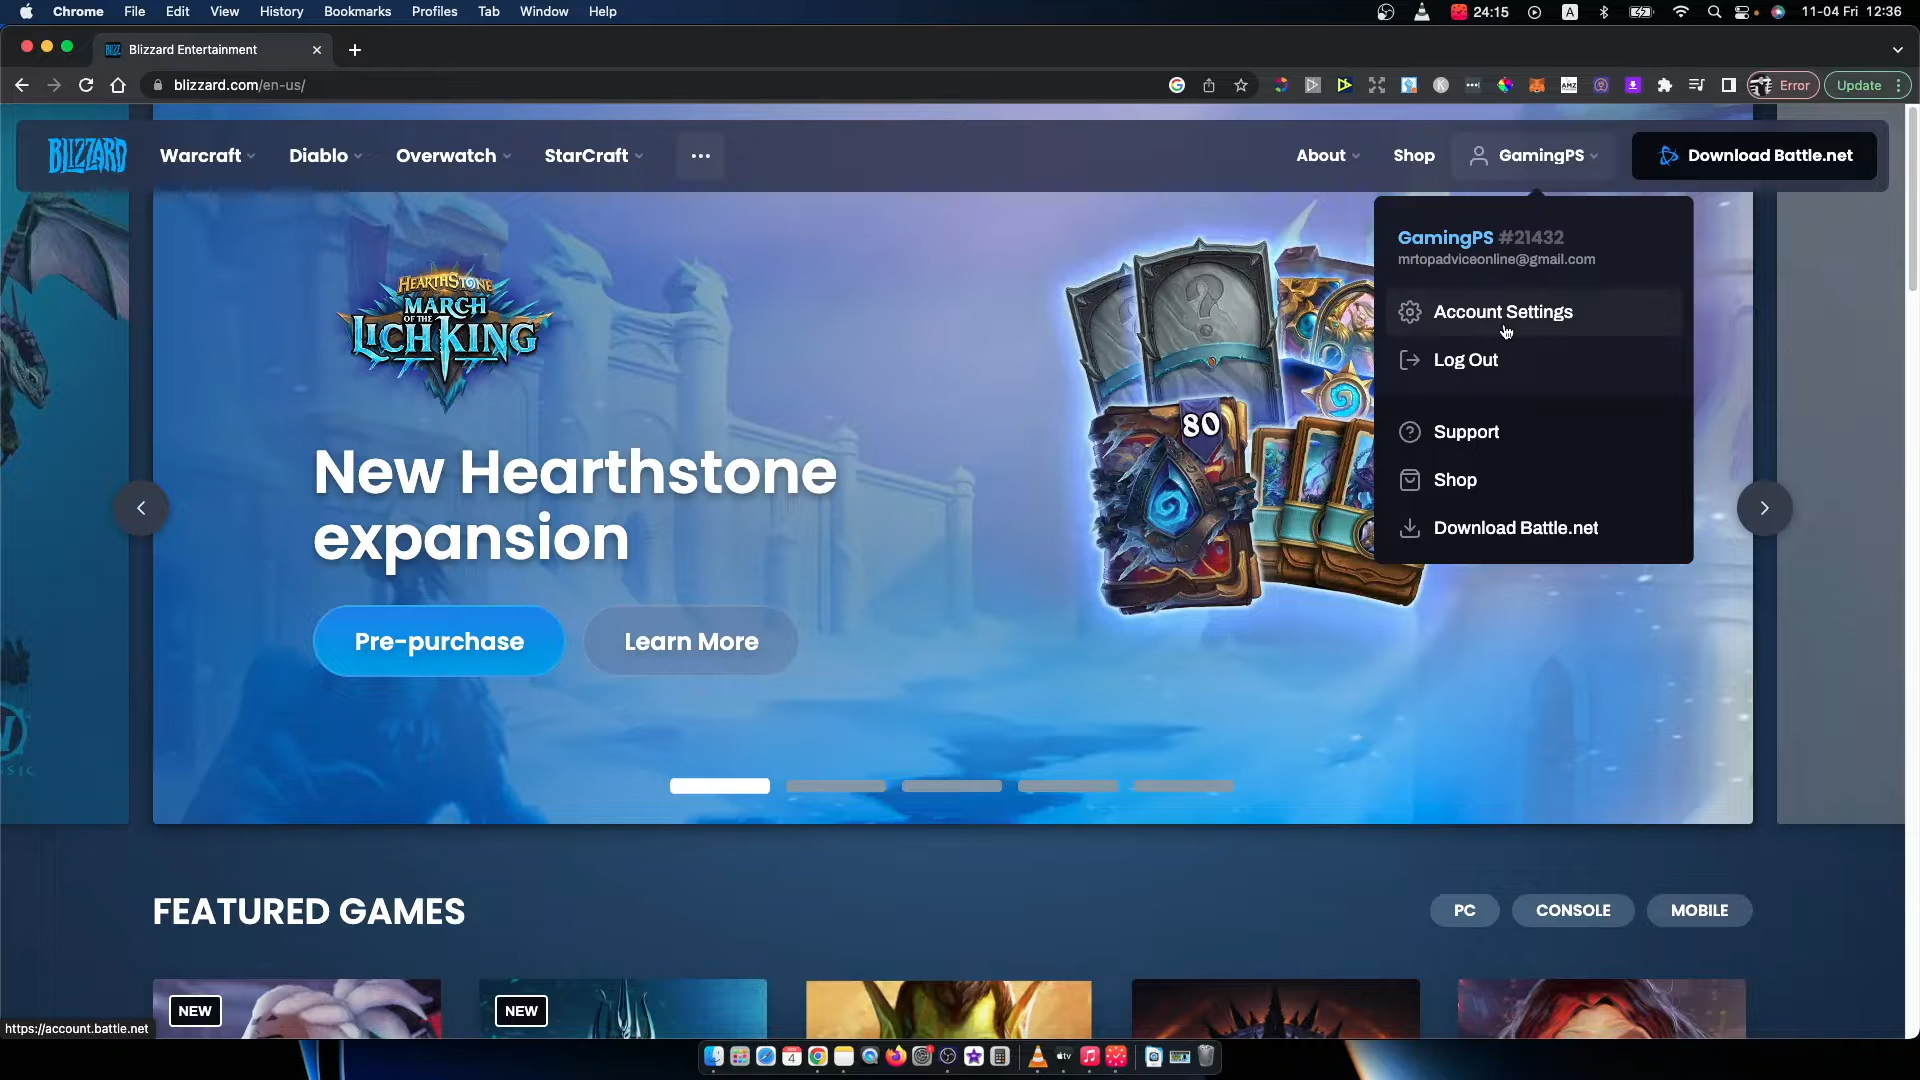 Chrome File Edit View History Bookmarks Profiles Tab Window Help
24:15 A 11-04 Fri 12:36
Blizzard Entertainment
blizzard.com/en-us/
Error Update
BLIZZARD Warcraft Diablo Overwatch StarCraft ... About Shop GamingPS Download Battle.net
GamingPS #21432
mrtopadviceonline@gmail.com
Account Settings
Log Out
Support
Shop
Download Battle.net
HEARTHSTONE
MARCH
OF THE
LICH KING
80
New Hearthstone
expansion
Pre-purchase Learn More
FEATURED GAMES
PC CONSOLE MOBILE
NEW NEW
https://account.battle.net